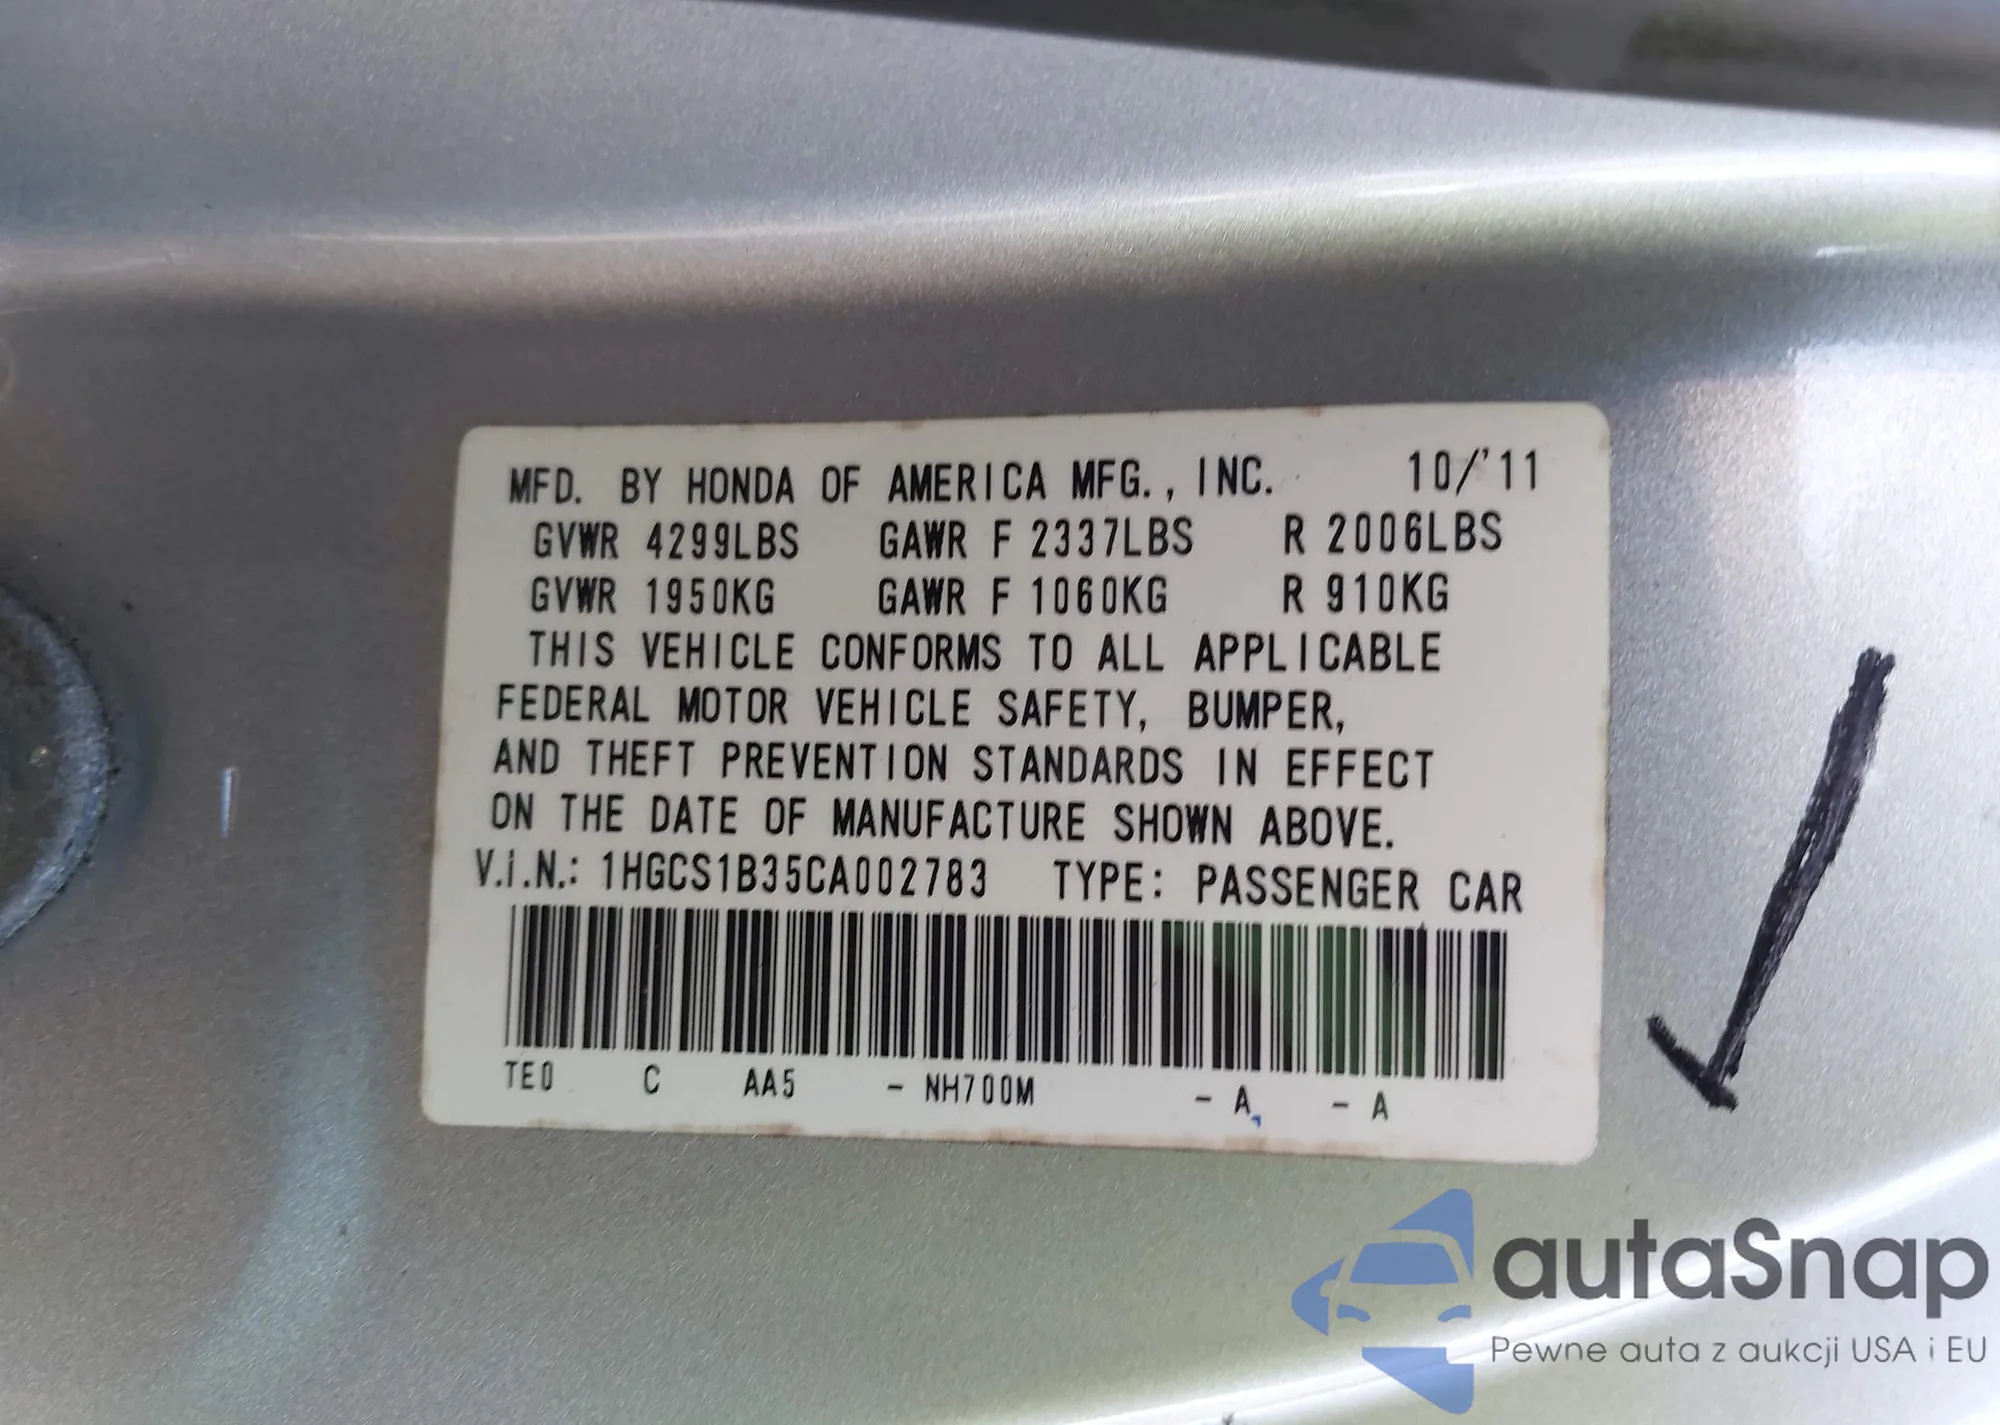 MFD. BY HONDA OF AMERICA MFG., INC. 10/'11
GVWR 4299LBS GAWR F 2337LBS R 2006LBS
GVWR 1950KG GAWR F 1060KG R 910KG
THIS VEHICLE CONFORMS TO ALL APPLICABLE
FEDERAL MOTOR VEHICLE SAFETY, BUMPER,
AND THEFT PREVENTION STANDARDS IN EFFECT
ON THE DATE OF MANUFACTURE SHOWN ABOVE.
V.i.N.: 1HGCS1B35CA002783 TYPE: PASSENGER CAR
TE0 C AA5 - NH700M - A - A
autaSnap
Pewne auta z aukcji USA i EU